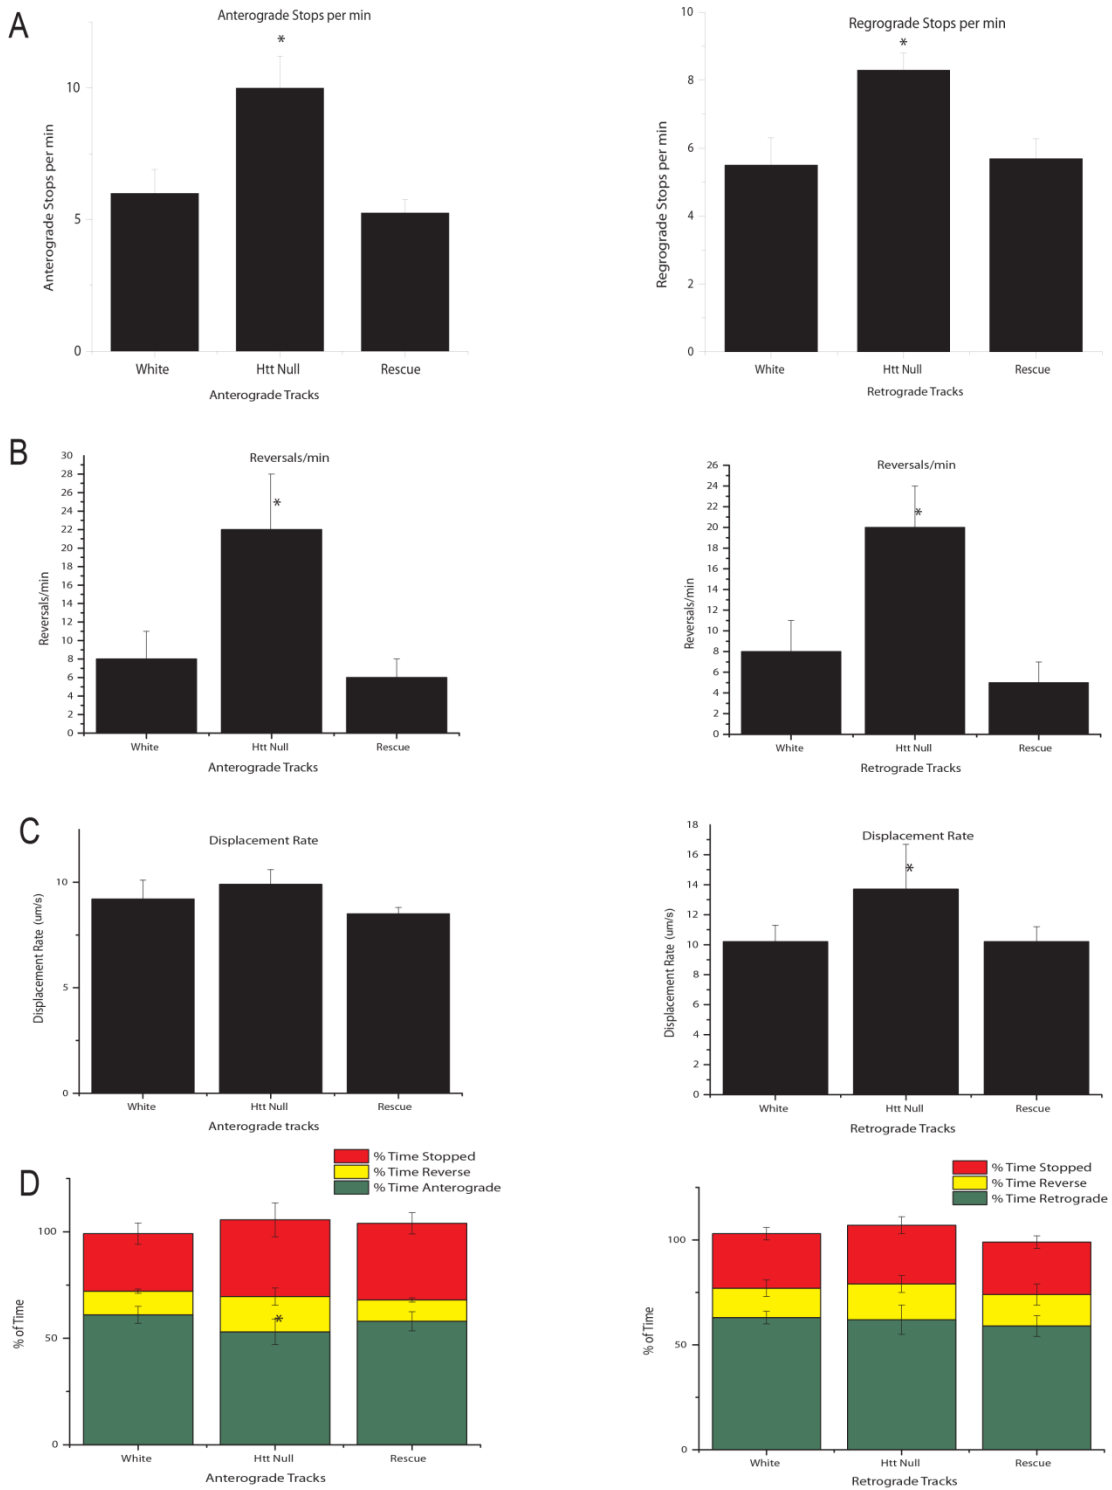 A
Anterograde Stops per min
*
Anterograde Stops per min
10
5
0
White Htt Null Rescue
Anterograde Tracks
Regrograde Stops per min
*
Regrograde Stops per min
10
8
6
4
2
0
White Htt Null Rescue
Retrograde Tracks
B
Reversals/min
*
Reversals/min
30
28
26
24
22
20
18
16
14
12
10
8
6
4
2
0
White Htt Null Rescue
Anterograde Tracks
Reversals/min
*
Reversals/min
26
24
22
20
18
16
14
12
10
8
6
4
2
0
White Htt Null Rescue
Retrograde Tracks
C
Displacement Rate
Displacement Rate (um/s)
10
5
0
White Htt Null Rescue
Anterograde tracks
Displacement Rate
*
Displacement Rate (um/s)
18
16
14
12
10
8
6
4
2
0
White Htt Null Rescue
Retrograde Tracks
D
% Time Stopped
% Time Reverse
% Time Anterograde
*
% of Time
100
50
0
White Htt Null Rescue
Anterograde Tracks
% Time Stopped
% Time Reverse
% Time Retrograde
% of Time
100
50
0
White Htt Null Rescue
Retrograde Tracks